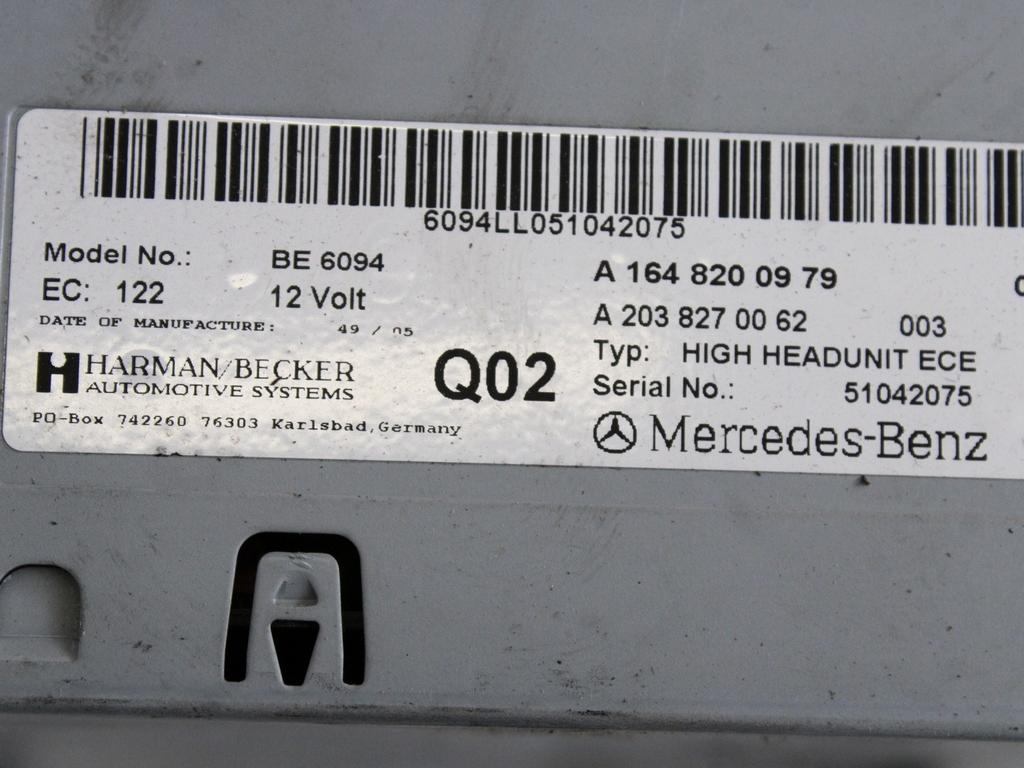 6094LL051042075
Model No.: BE 6094
EC: 122 12 Volt
DATE OF MANUFACTURE: 49 / 05
HARMAN/BECKER
AUTOMOTIVE SYSTEMS
PO-Box 742260 76303 Karlsbad, Germany
Q02
A 164 820 09 79
A 203 827 00 62 003
Typ: HIGH HEADUNIT ECE
Serial No.: 51042075
Mercedes-Benz